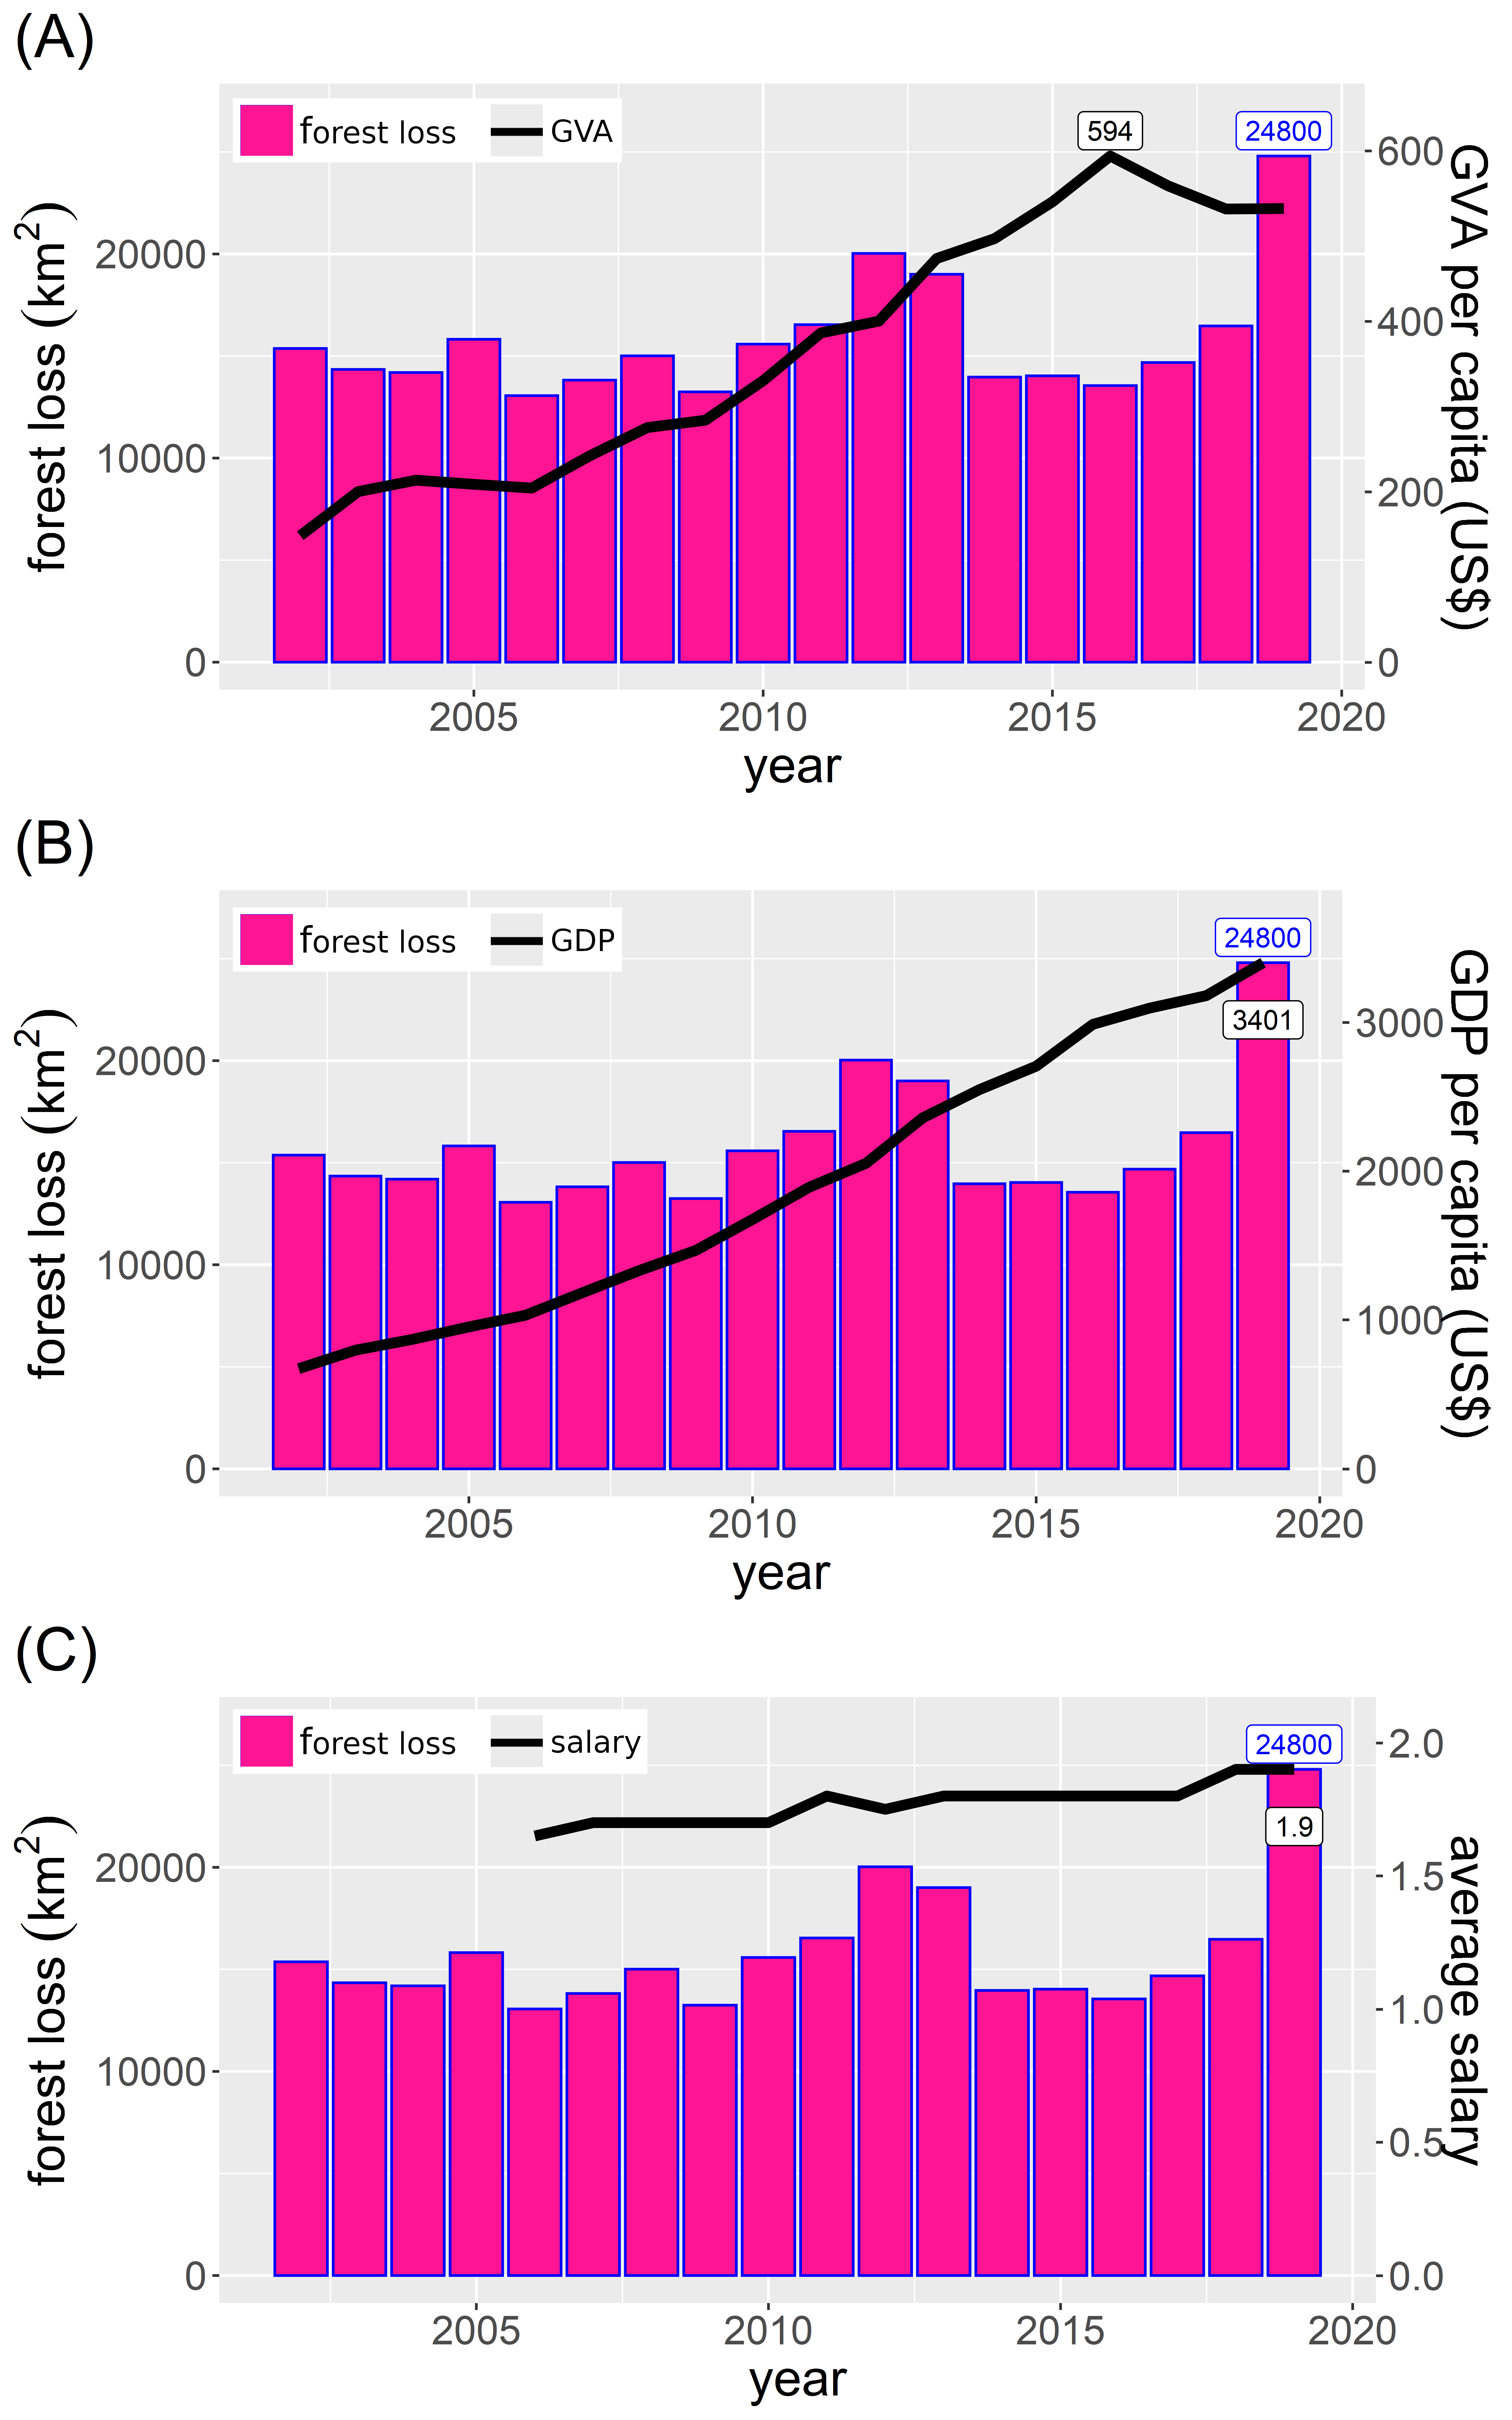 (A)
forest loss GVA
594
24800
forest loss (km2)
20000
10000
0
600
400
200
0
GVA per capita (US$)
2005 2010 2015 2020
year
(B)
forest loss GDP
24800
3401
forest loss (km2)
20000
10000
0
3000
2000
1000
0
GDP per capita (US$)
2005 2010 2015 2020
year
(C)
forest loss salary
24800
1.9
forest loss (km2)
20000
10000
0
2.0
1.5
1.0
0.5
0.0
average salary
2005 2010 2015 2020
year